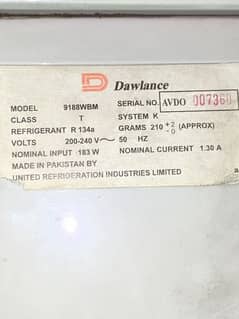 Dawlance
MODEL 9188WBM SERIAL NO. AVDO 007360
CLASS T SYSTEM K
REFRIGERANT R 134a GRAMS 210 +2 -0 (APPROX)
VOLTS 200-240 V ~ 50 HZ
NOMINAL INPUT 183 W NOMINAL CURRENT 1.30 A
MADE IN PAKISTAN BY
UNITED REFRIDGERATION INDUSTRIES LIMITED a